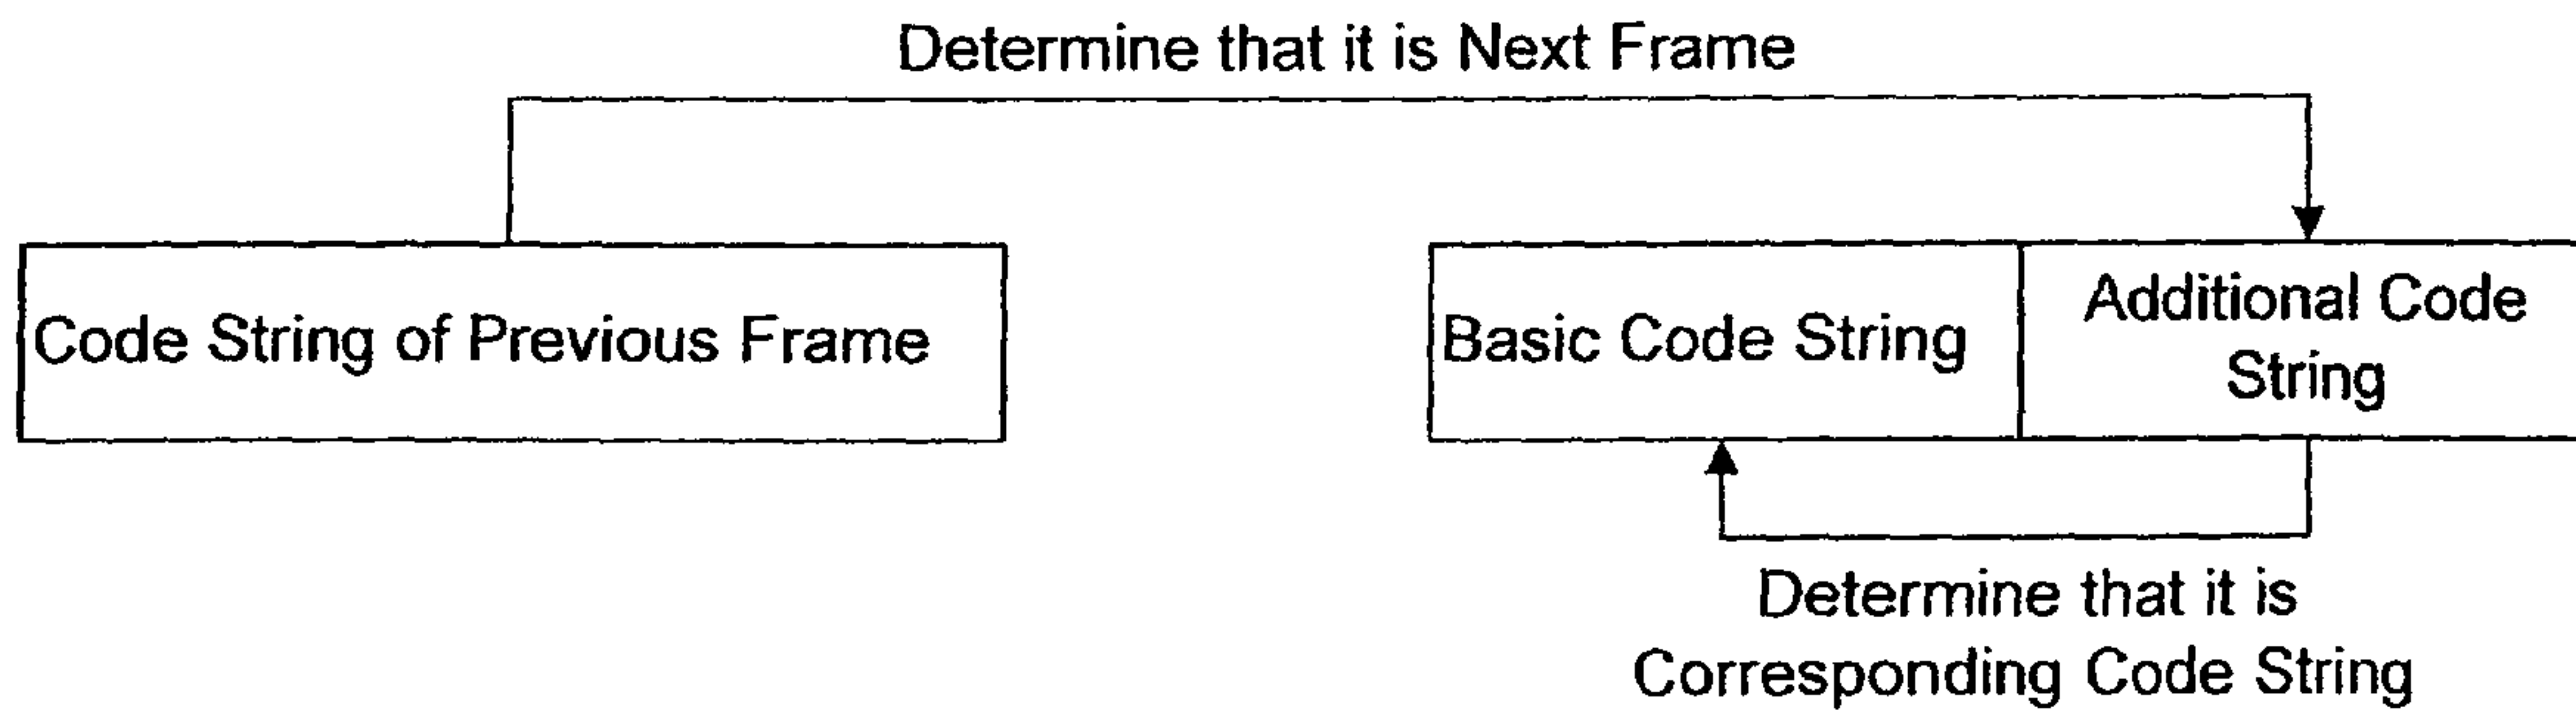 Determine that it is Next Frame
Code String of Previous Frame
Basic Code String
Additional Code
String
Determine that it is
Corresponding Code String